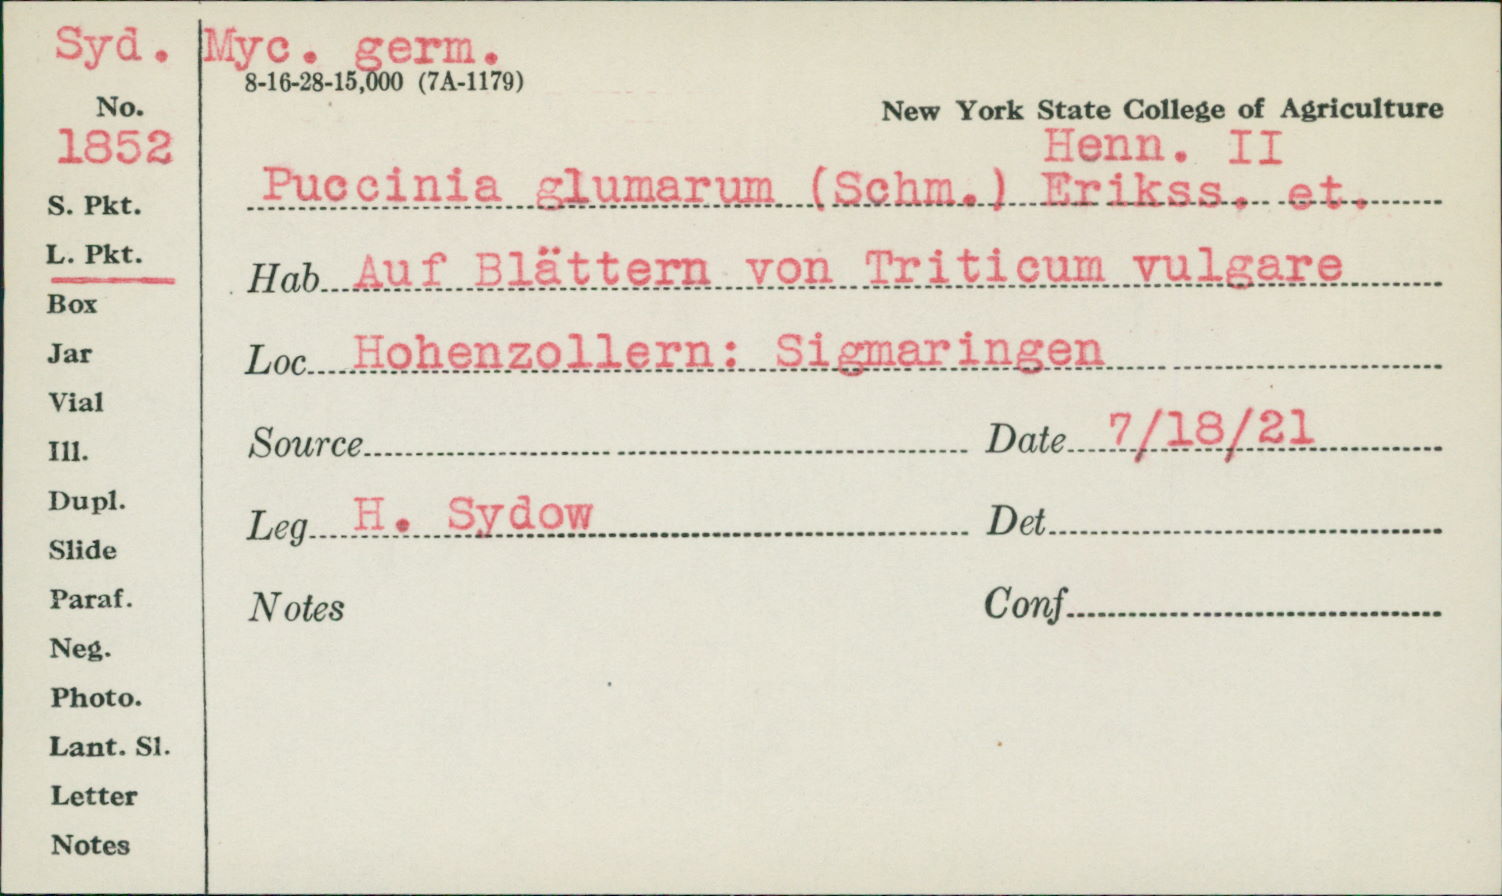 Syd. Myc. germ.
8-16-28-15,000 (7A-1179)
No.
New York State College of Agriculture
1852
Henn. II
Puccinia glumarum (Schm.) Erikss. et.
S. Pkt.
L. Pkt.
Hab Auf Blättern von Triticum vulgare
Box
Jar
Loc Hohenzollern: Sigmaringen
Vial
Ill.
Source Date 7/18/21
Dupl.
Leg H. Sydow Det
Slide
Paraf.
Notes Conf
Neg.
Photo.
Lant. Sl.
Letter
Notes